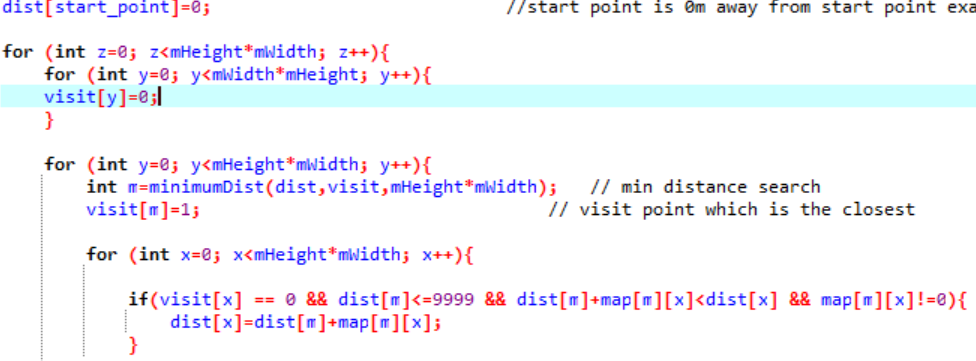 dist[start_point]=0; //start point is 0m away from start point exa
for (int z=0; z<mHeight*mWidth; z++){
for (int y=0; y<mWidth*mHeight; y++){
visit[y]=0;
}
for (int y=0; y<mHeight*mWidth; y++){
int m=minimumDist(dist,visit,mHeight*mWidth); // min distance search
visit[m]=1; // visit point which is the closest
for (int x=0; x<mHeight*mWidth; x++){
if(visit[x] == 0 && dist[m]<=9999 && dist[m]+map[m][x]<dist[x] && map[m][x]!=0){
dist[x]=dist[m]+map[m][x];
}